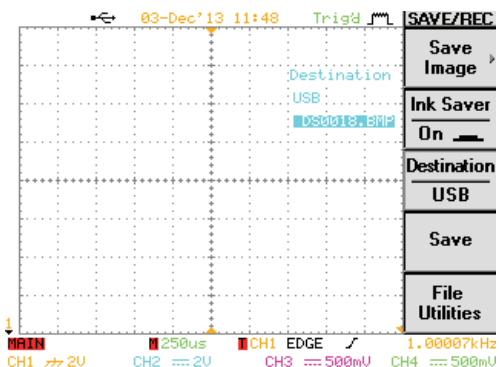 03-Dec'13 11:48 Trig'd SAVE/REC
Save
Image
Destination
USB
DS0018.BMP
Ink Saver
On
Destination
USB
Save
File
Utilities
1
MAIN M 250us T CH1 EDGE 1.00007kHz
CH1 2V CH2 2V CH3 500mV CH4 500mV